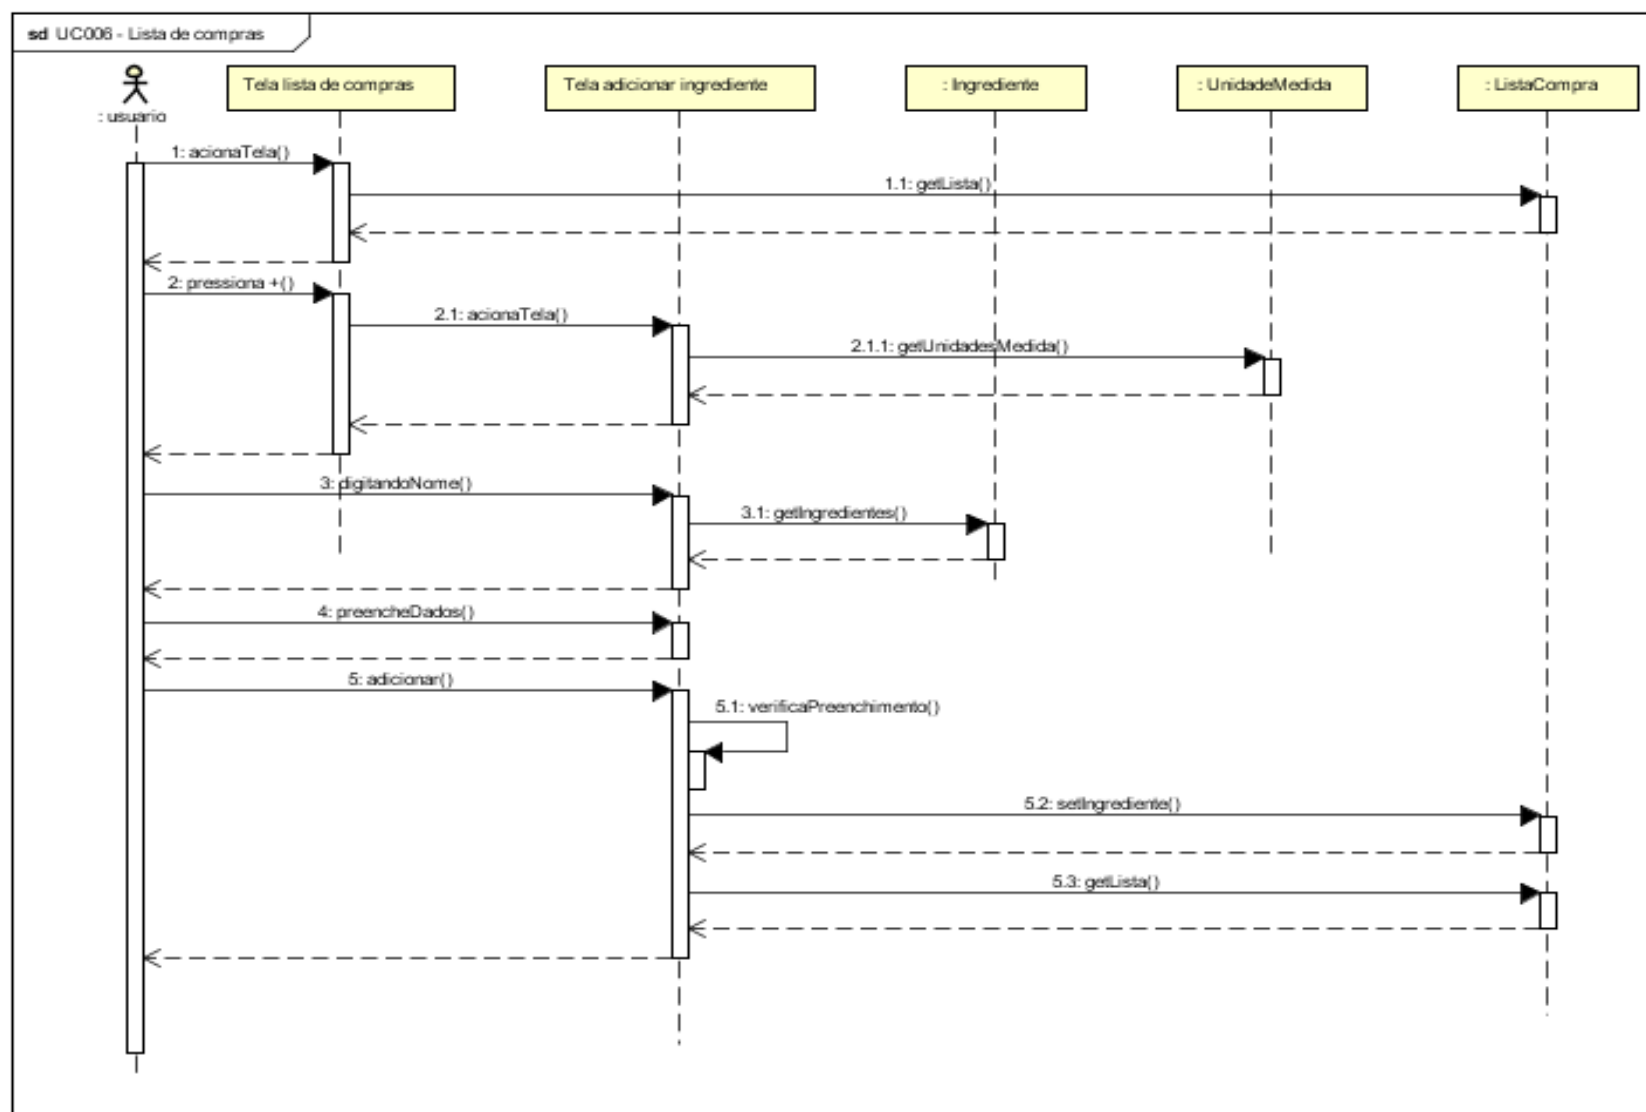 sd UC006 - Lista de compras
: usuário
Tela lista de compras
Tela adicionar ingrediente
: Ingrediente
: UnidadeMedida
: ListaCompra
1: acionaTela()
1.1: getLista()
2: pressiona +()
2.1: acionaTela()
2.1.1: getUnidadesMedida()
3: digitandoNome()
3.1: getIngredientes()
4: preencheDados()
5: adicionar()
5.1: verificaPreenchimento()
5.2: setIngrediente()
5.3: getLista()